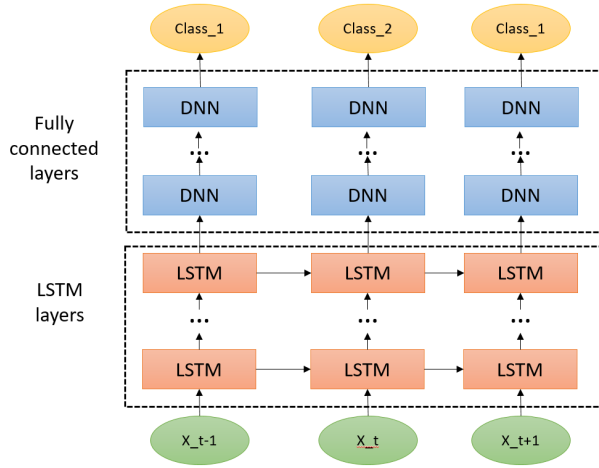 Class_1 Class_2 Class_1
Fully
connected
layers
DNN DNN DNN
... ... ...
DNN DNN DNN
LSTM
layers
LSTM LSTM LSTM
... ... ...
LSTM LSTM LSTM
X_t-1 X_t X_t+1